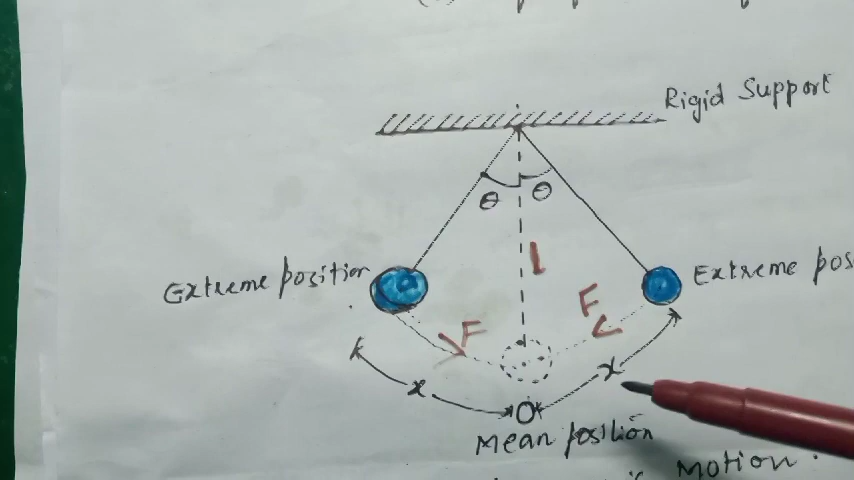 Rigid Support
θ θ
l
Extreme position
Extreme pos
F
F
x
x
O
Mean position
Motion.